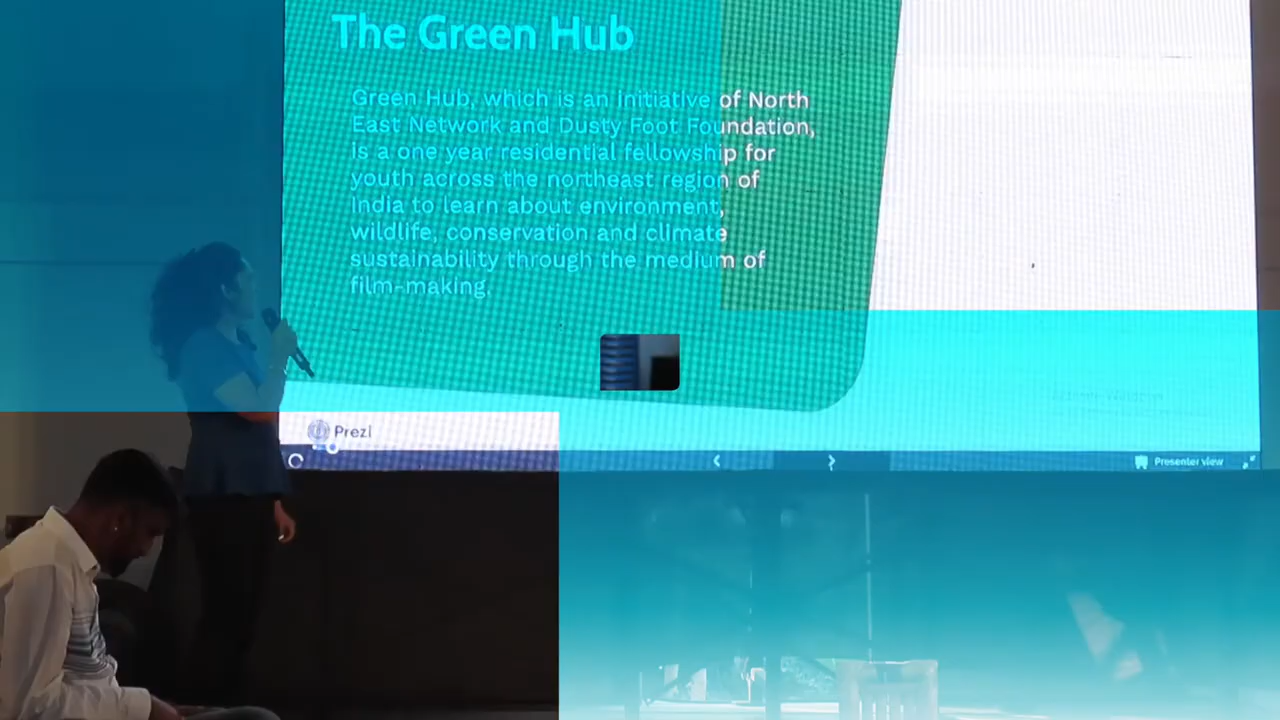 The Green Hub
Green Hub, which is an Initiative of North
East Network and Dusty Foot Foundation,
is a one year residential fellowship for
youth across the northeast region of
India to learn about environment,
wildlife, conservation and climate
sustainability through the medium of
film-making.
Prezi
Presenter view